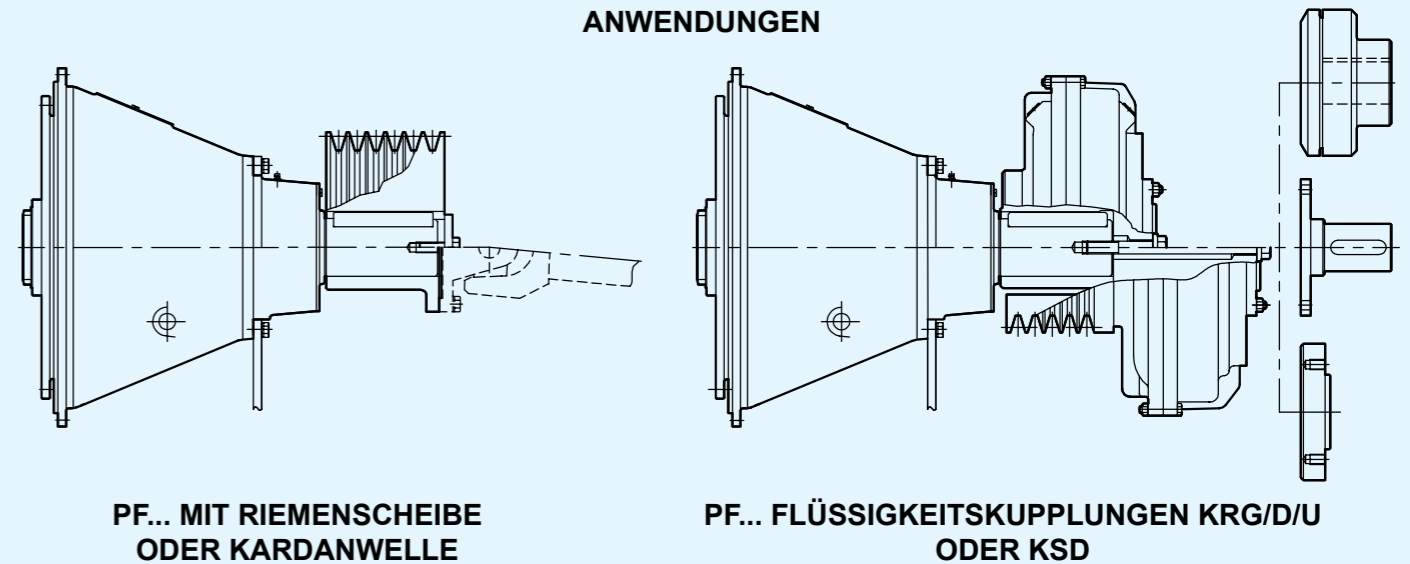 ANWENDUNGEN
PF... MIT RIEMENSCHEIBE
ODER KARDANWELLE
PF... FLÜSSIGKEITSKUPPLUNGEN KRG/D/U
ODER KSD